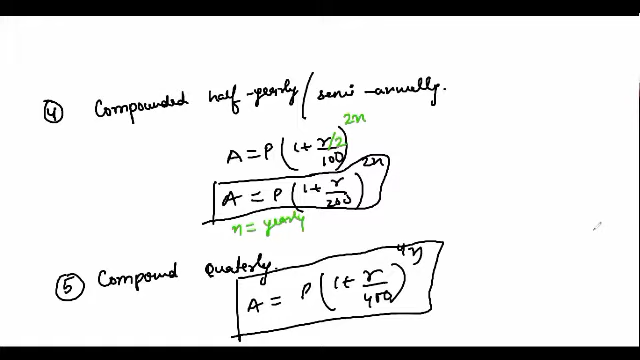 ④ Compounded half-yearly / semi-annually.
A = P (1 + r/2 / 100)^2n
A = P (1 + r/200)^2n
n = yearly
⑤ Compound Quaterly.
A = P (1 + r/400)^4n